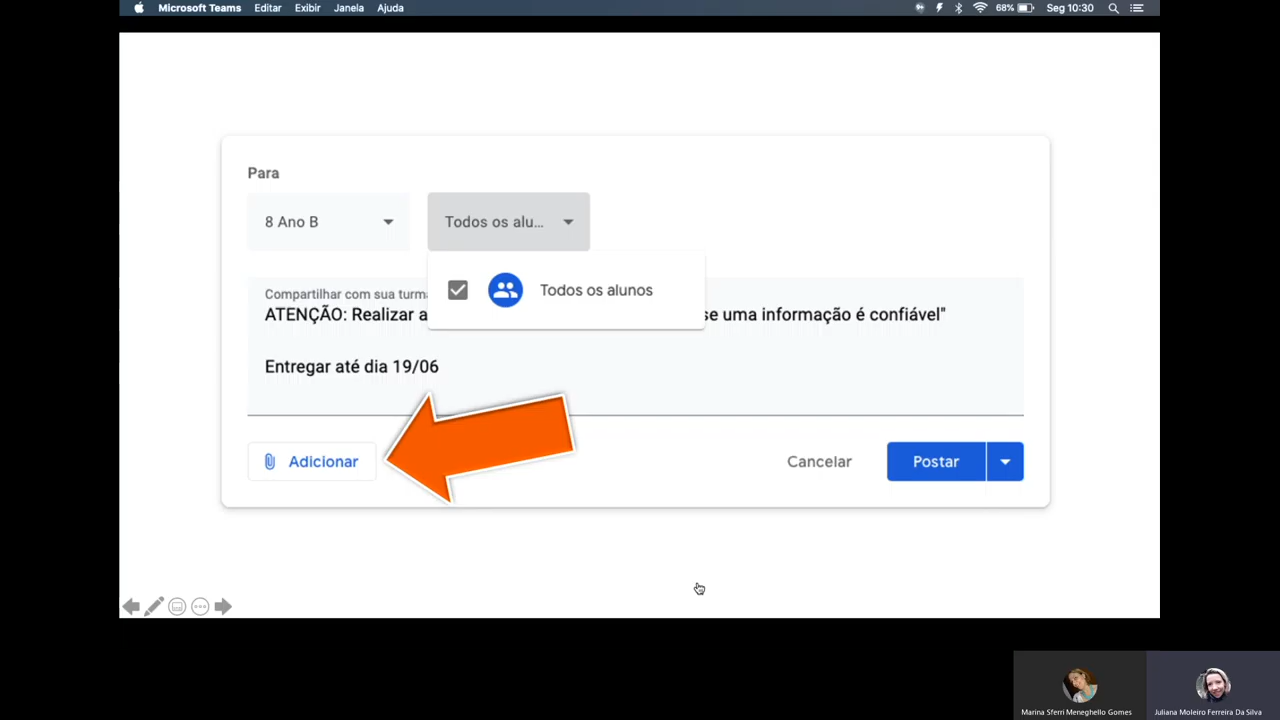 Microsoft Teams Editar Exibir Janela Ajuda 68% Seg 10:30
Para
8 Ano B Todos os alu...
Todos os alunos
Compartilhar com sua turm
ATENÇÃO: Realizar a se uma informação é confiável"
Entregar até dia 19/06
Adicionar Cancelar Postar
Marina Sferri Meneghello Gomes Juliana Moleiro Ferreira Da Silva